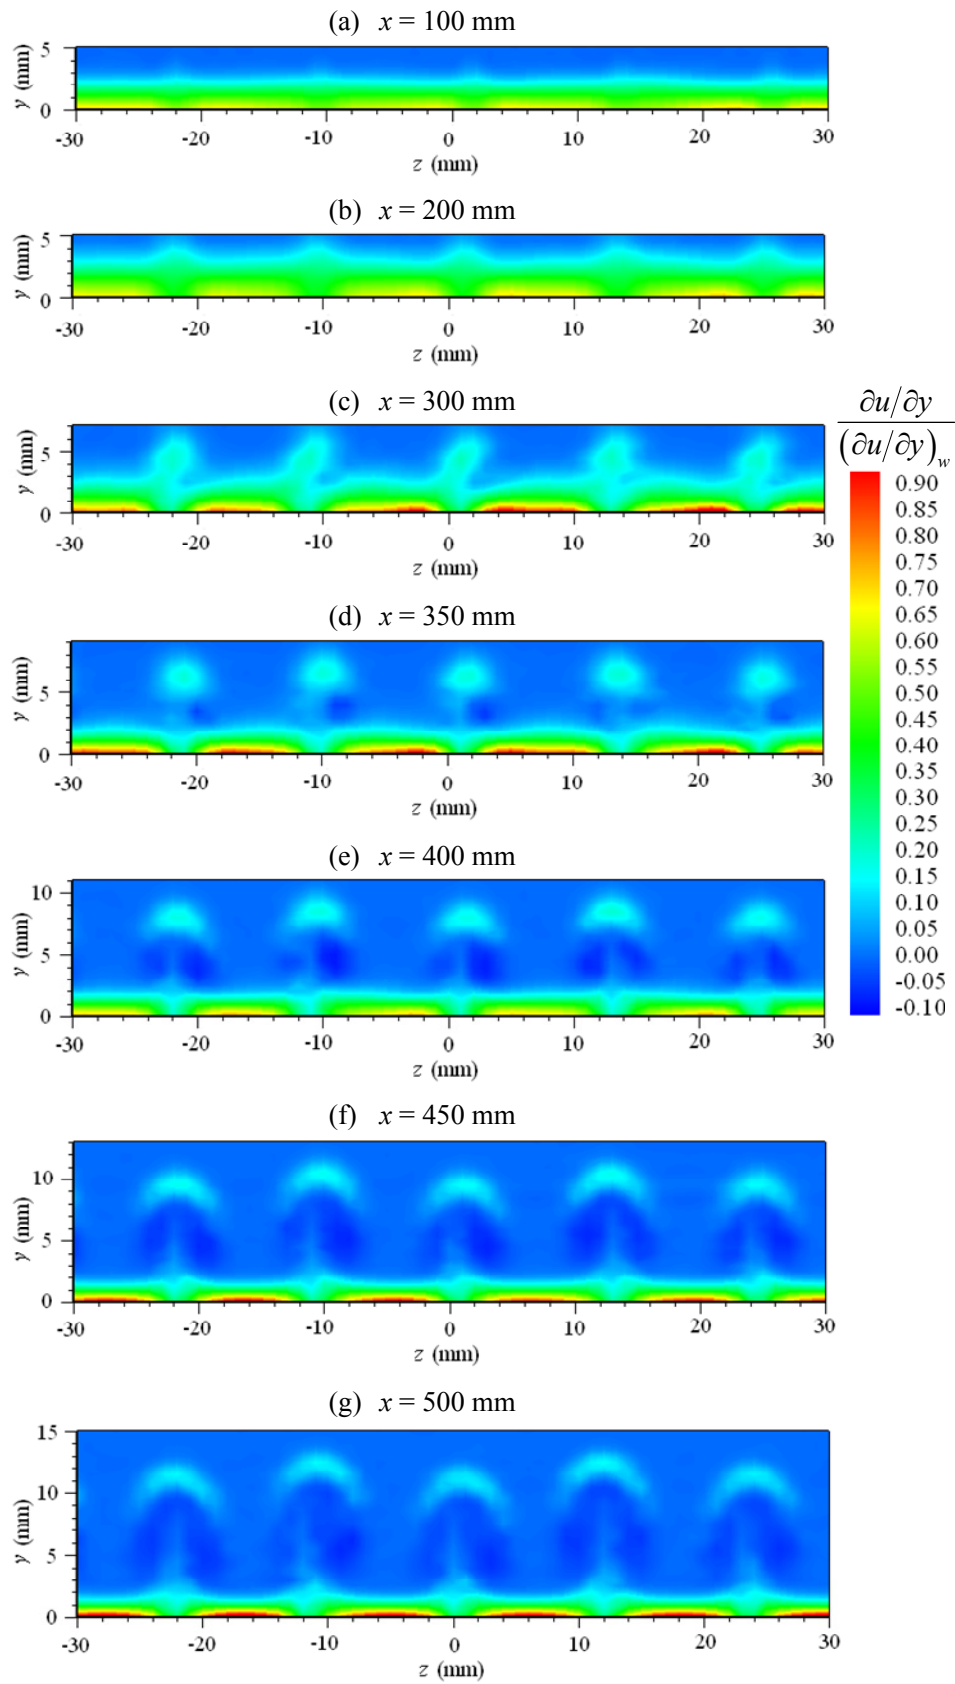 (a) x = 100 mm
5
y (mm)
0
-30 -20 -10 0 10 20 30
z (mm)
(b) x = 200 mm
5
y (mm)
0
-30 -20 -10 0 10 20 30
z (mm)
(c) x = 300 mm
5
y (mm)
0
-30 -20 -10 0 10 20 30
z (mm)
∂u/∂y
(∂u/∂y)w
0.90
0.85
0.80
0.75
0.70
0.65
0.60
0.55
0.50
0.45
0.40
0.35
0.30
0.25
0.20
0.15
0.10
0.05
0.00
-0.05
-0.10
(d) x = 350 mm
5
y (mm)
0
-30 -20 -10 0 10 20 30
z (mm)
(e) x = 400 mm
10
5
y (mm)
0
-30 -20 -10 0 10 20 30
z (mm)
(f) x = 450 mm
10
5
y (mm)
0
-30 -20 -10 0 10 20 30
z (mm)
(g) x = 500 mm
15
10
y (mm)
5
0
-30 -20 -10 0 10 20 30
z (mm)